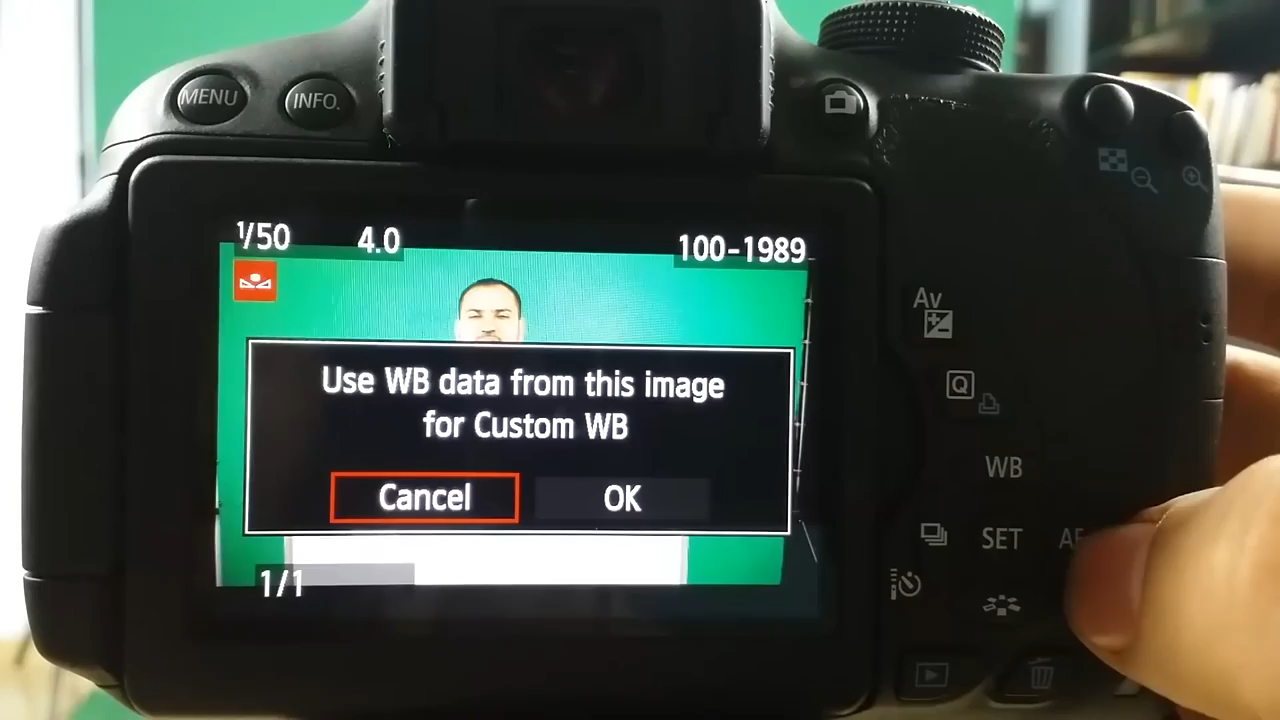 MENU
INFO.
1/50 4.0 100-1989
Use WB data from this image
for Custom WB
Cancel OK
1/1
Av
Q
WB
SET
AF